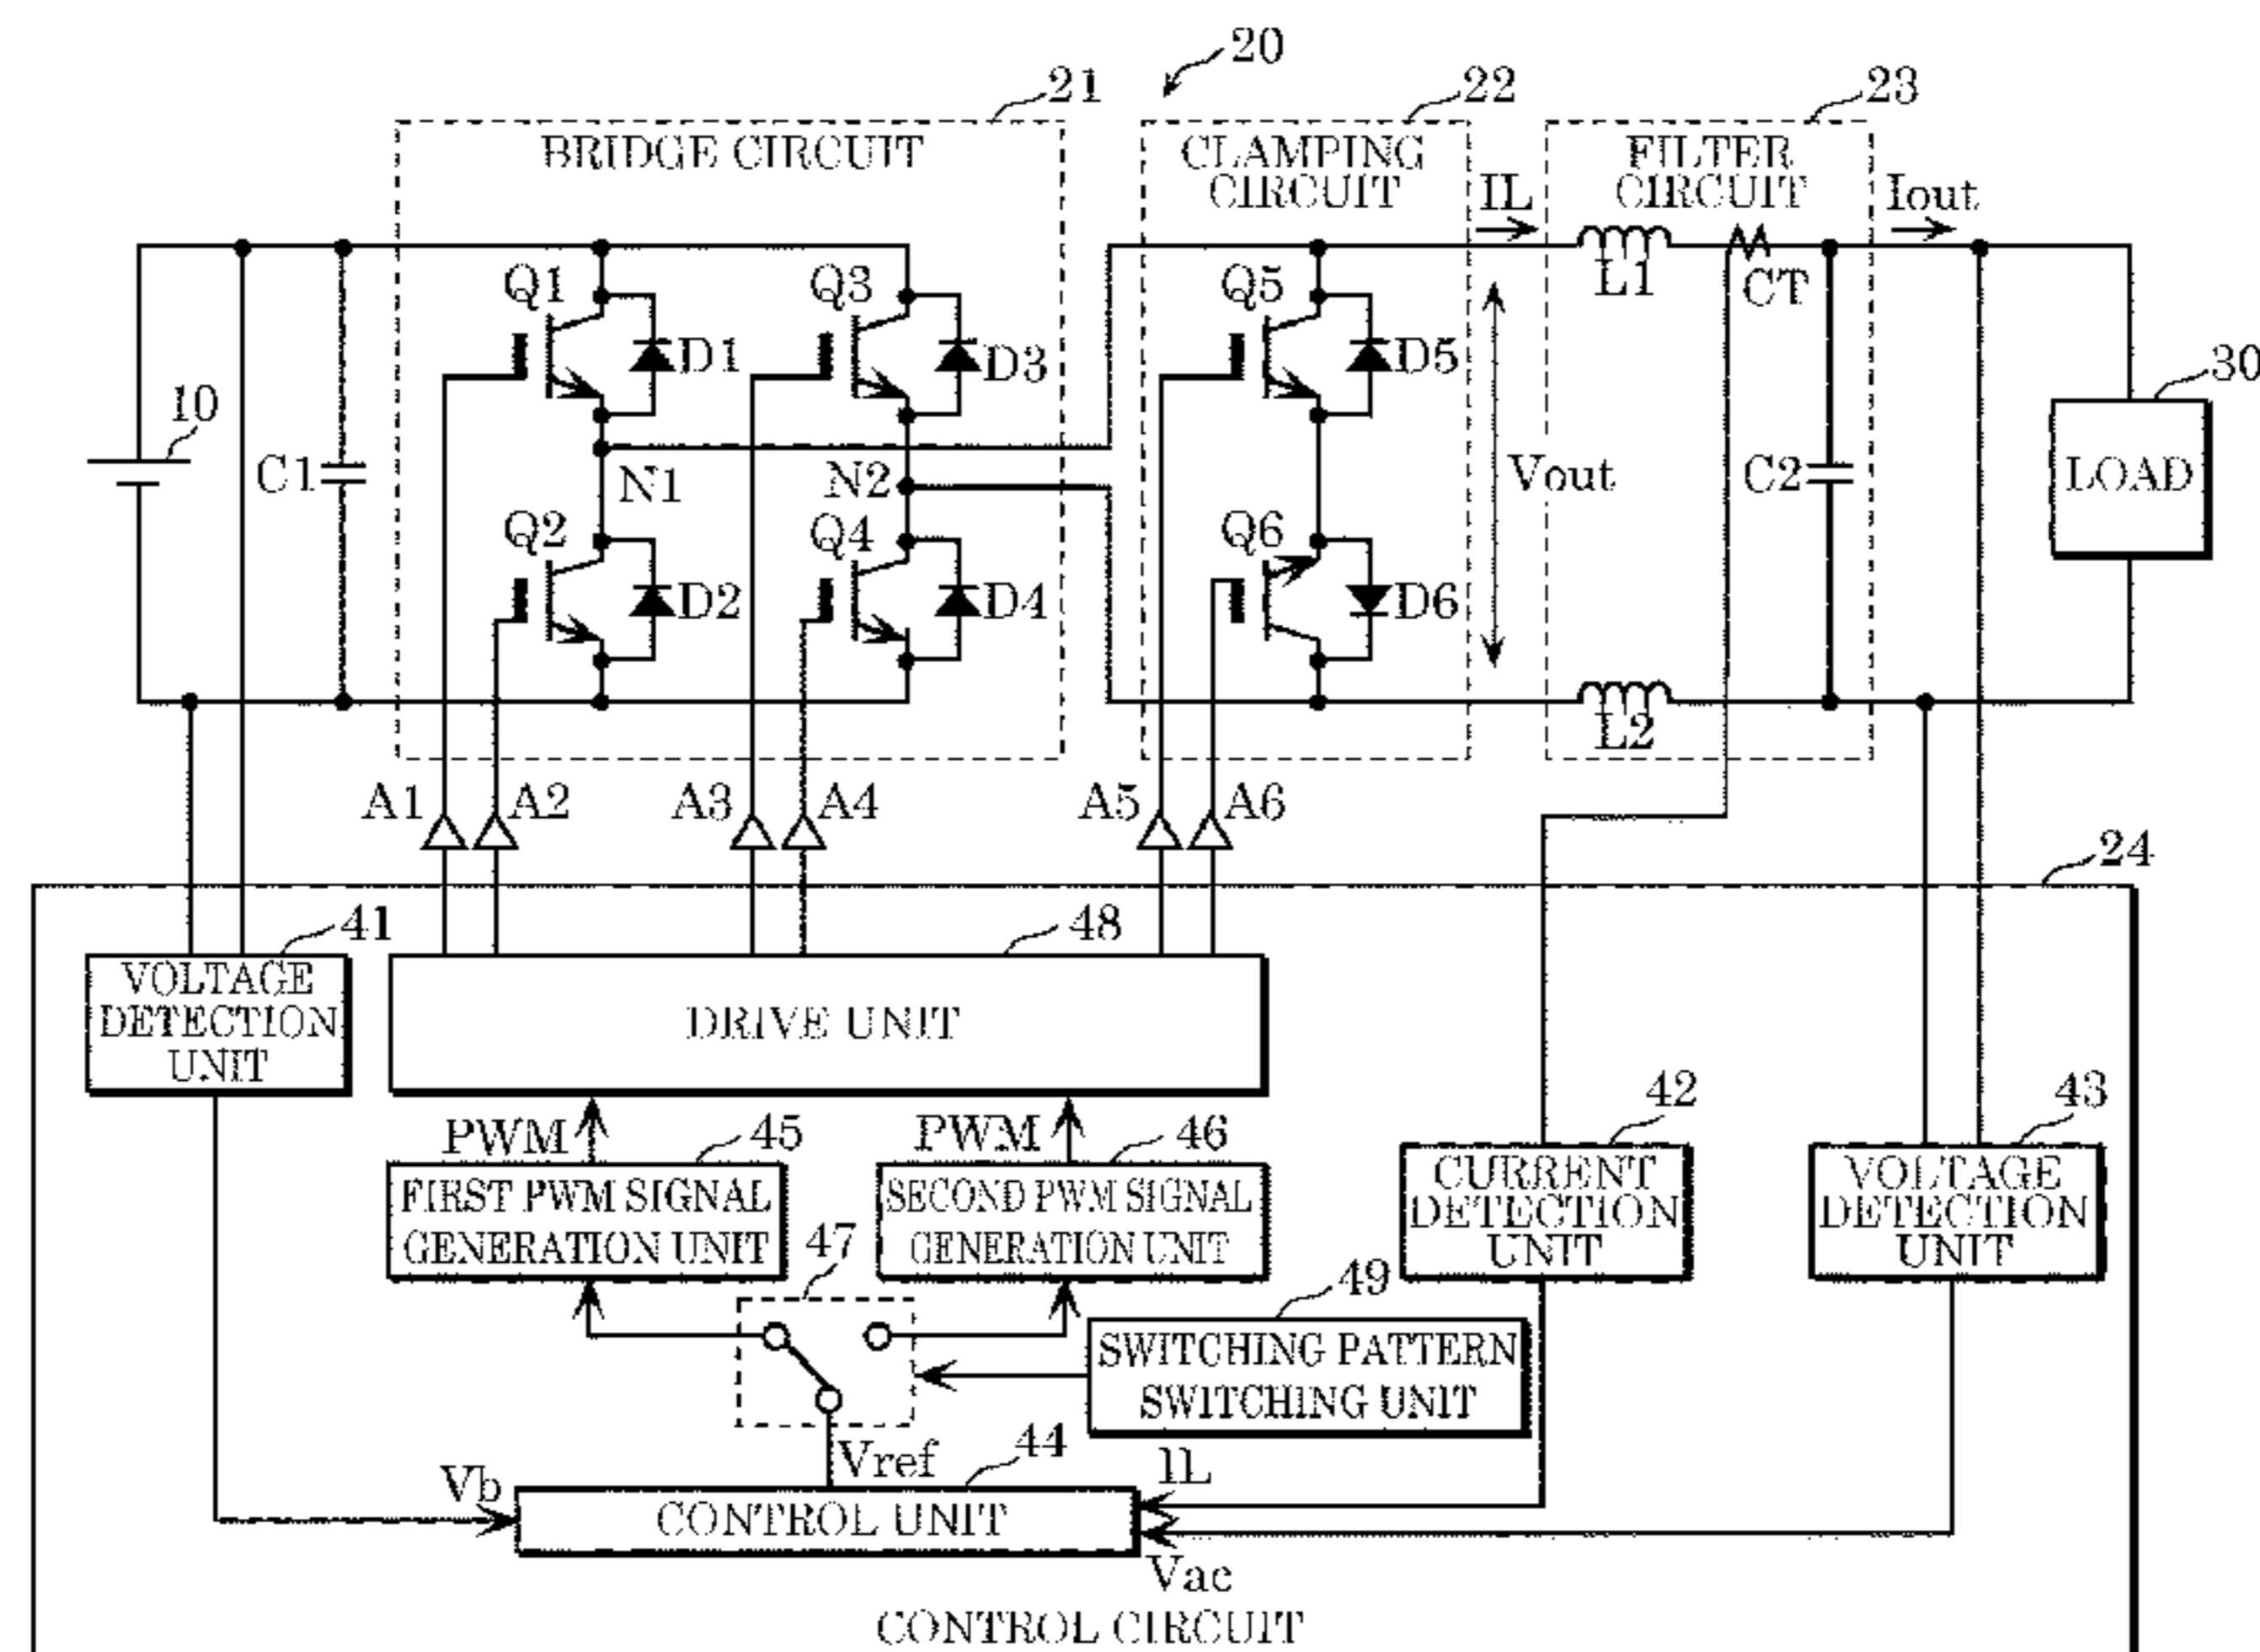 20
21
22
23
BRIDGE CIRCUIT
CLAMPING
CIRCUIT
FILTER
CIRCUIT
IL
Iout
Q1
Q3
Q5
L1
CT
D1
D3
D5
30
10
C1
N1
N2
Vout
C2
LOAD
Q2
Q4
Q6
D2
D4
D6
L2
A1
A2
A3
A4
A5
A6
24
41
48
VOLTAGE
DETECTION
UNIT
DRIVE UNIT
42
43
PWM
45
PWM
46
FIRST PWM SIGNAL
GENERATION UNIT
SECOND PWM SIGNAL
GENERATION UNIT
CURRENT
DETECTION
UNIT
VOLTAGE
DETECTION
UNIT
47
49
SWITCHING PATTERN
SWITCHING UNIT
Vref
44
IL
Vb
CONTROL UNIT
Vac
CONTROL CIRCUIT